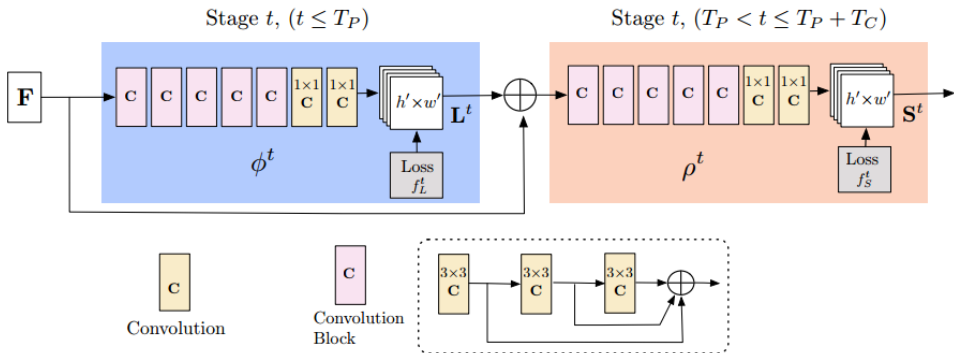 Stage t, (t ≤ T_P)
Stage t, (T_P < t ≤ T_P + T_C)
F
C C C C C 1×1 C 1×1 C
h′×w′
L^t
Loss
f_L^t
ϕ^t
C C C C C 1×1 C 1×1 C
h′×w′
S^t
Loss
f_S^t
ρ^t
C
Convolution
C
Convolution
Block
3×3 3×3 3×3
C C C